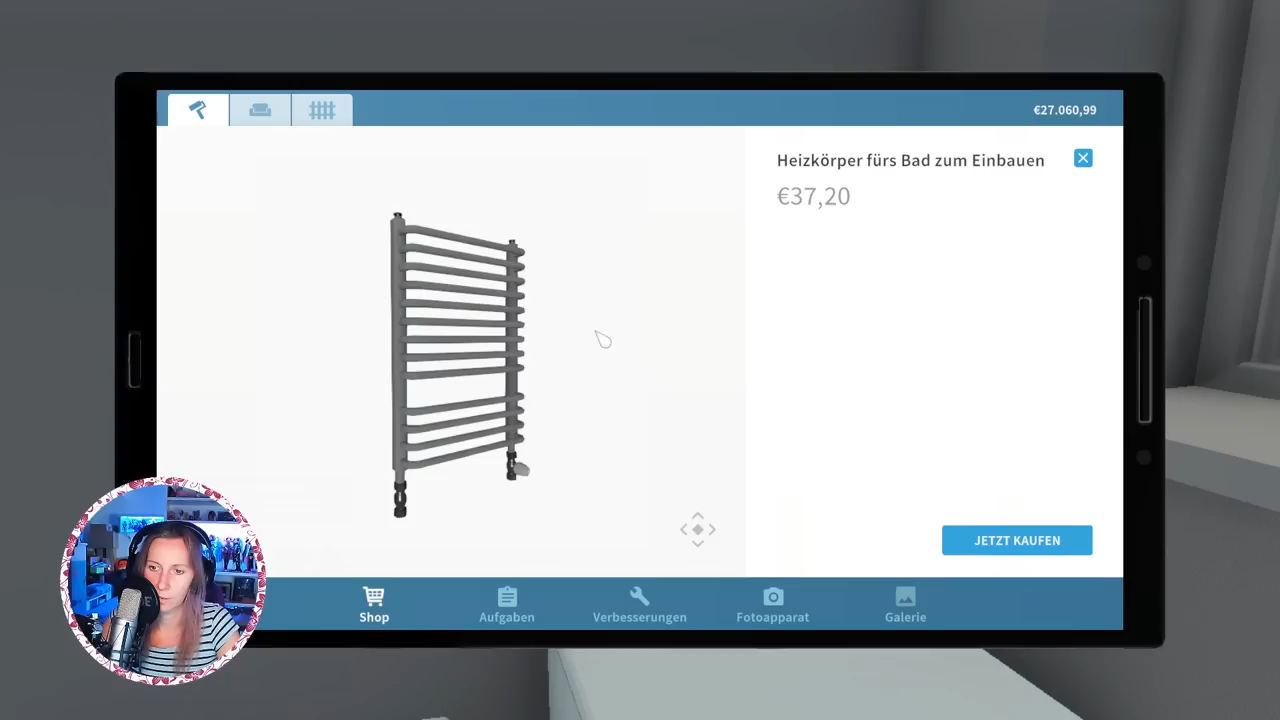 €27.060,99
Heizkörper fürs Bad zum Einbauen
€37,20
JETZT KAUFEN
Shop
Aufgaben
Verbesserungen
Fotoapparat
Galerie